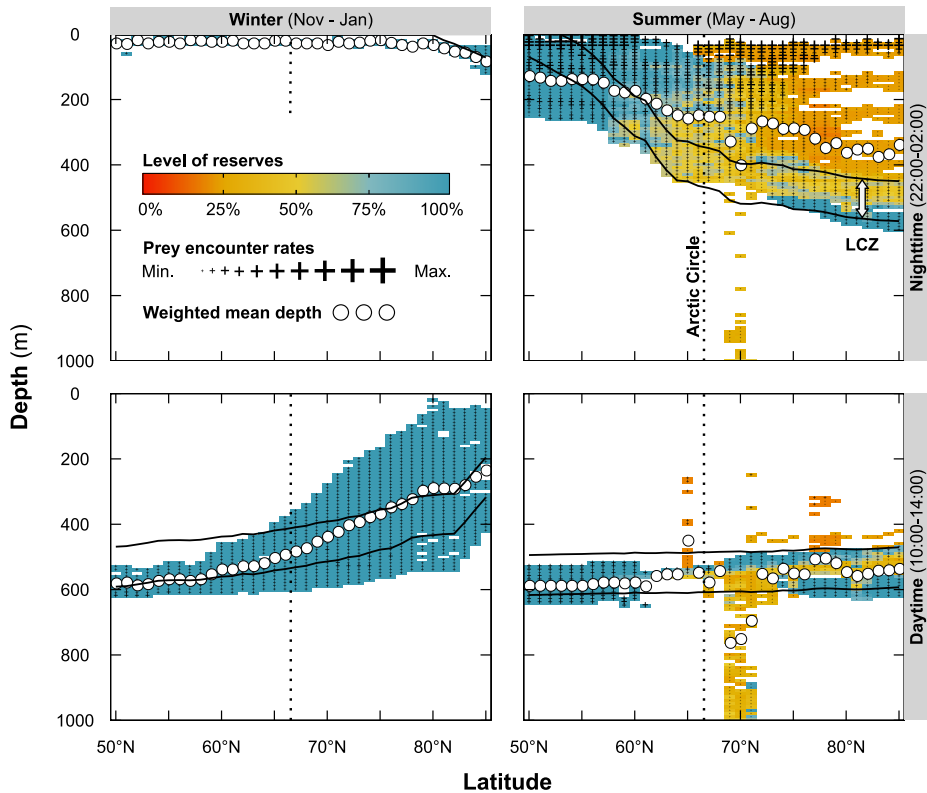 Winter (Nov - Jan)
Summer (May - Aug)
0
200
400
600
800
1000
Level of reserves
0% 25% 50% 75% 100%
Prey encounter rates
Min. Max.
Weighted mean depth
Arctic Circle
LCZ
Nighttime (22:00-02:00)
Depth (m)
0
200
400
600
800
1000
Daytime (10:00-14:00)
50°N 60°N 70°N 80°N
50°N 60°N 70°N 80°N
Latitude